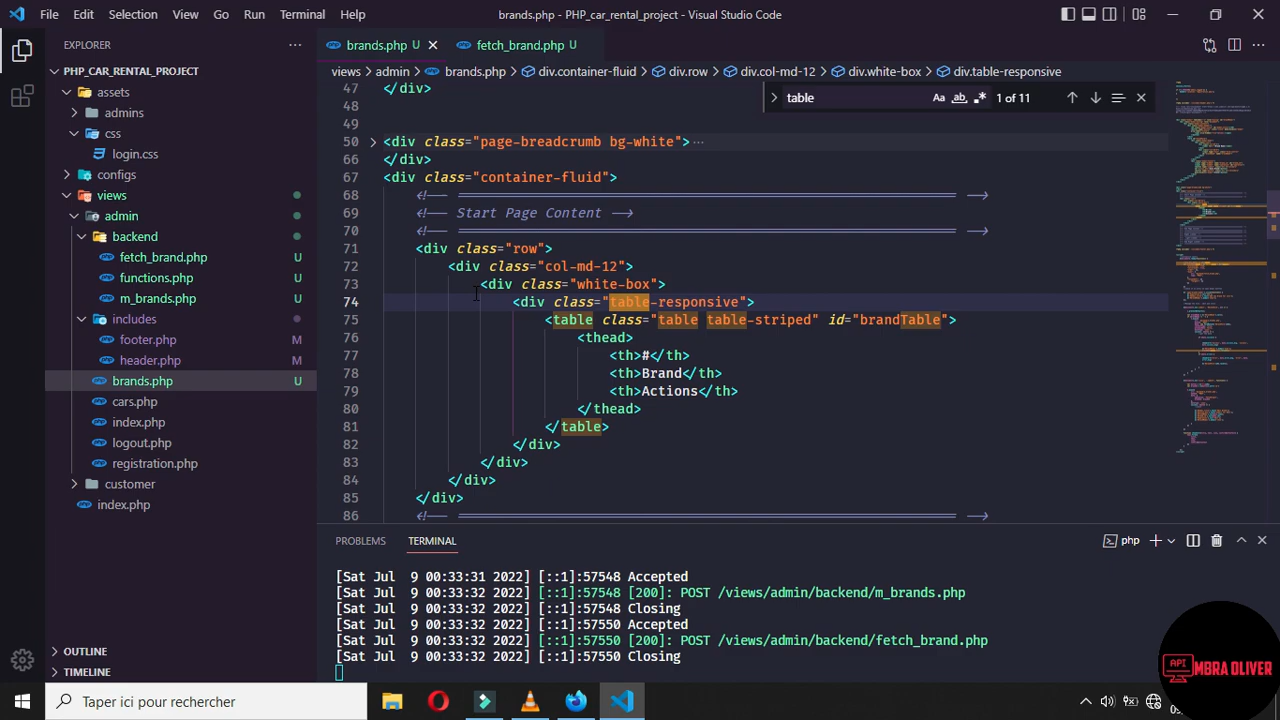 File Edit Selection View Go Run Terminal Help
brands.php - PHP_car_rental_project - Visual Studio Code
EXPLORER
PHP_CAR_RENTAL_PROJECT
assets
admins
css
login.css
configs
views
admin
backend
fetch_brand.php U
functions.php U
m_brands.php U
includes
footer.php M
header.php M
brands.php U
cars.php
index.php
logout.php
registration.php
customer
index.php
OUTLINE
TIMELINE
brands.php U
fetch_brand.php U
views > admin > brands.php > div.container-fluid > div.row > div.col-md-12 > div.white-box > div.table-responsive
table Aa ab 1 of 11
47 </div>
48
49
50 <div class="page-breadcrumb bg-white"> ...
66 </div>
67 <div class="container-fluid">
68 <!-- ============================================================== -->
69 <!-- Start Page Content -->
70 <!-- ============================================================== -->
71 <div class="row">
72 <div class="col-md-12">
73 <div class="white-box">
74 <div class="table-responsive">
75 <table class="table table-striped" id="brandTable">
76 <thead>
77 <th>#</th>
78 <th>Brand</th>
79 <th>Actions</th>
80 </thead>
81 </table>
82 </div>
83 </div>
84 </div>
85 </div>
86 <!-- ============================================================== -->
PROBLEMS TERMINAL
php
[Sat Jul  9 00:33:31 2022] [::1]:57548 Accepted
[Sat Jul  9 00:33:32 2022] [::1]:57548 [200]: POST /views/admin/backend/m_brands.php
[Sat Jul  9 00:33:32 2022] [::1]:57548 Closing
[Sat Jul  9 00:33:32 2022] [::1]:57550 Accepted
[Sat Jul  9 00:33:32 2022] [::1]:57550 [200]: POST /views/admin/backend/fetch_brand.php
[Sat Jul  9 00:33:32 2022] [::1]:57550 Closing
API
MBRA OLIVER
Taper ici pour rechercher